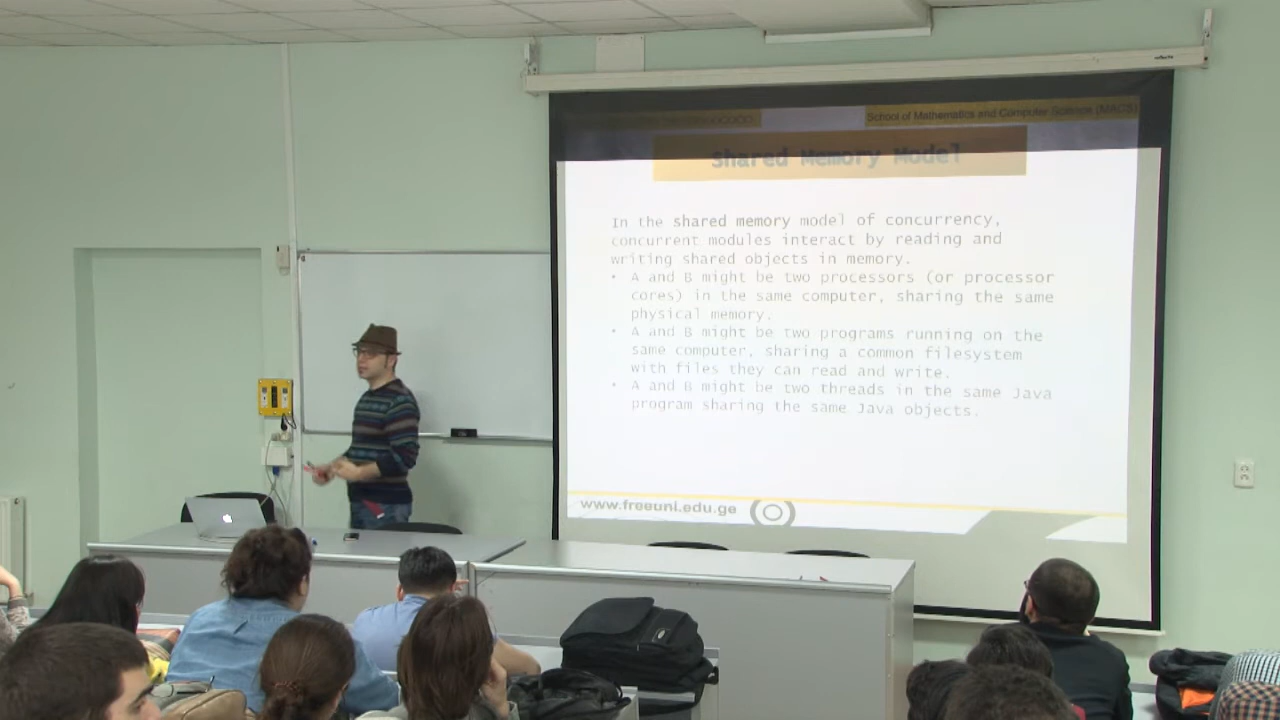 School of Mathematics and Computer Science (MACS)
Shared Memory Model
In the shared memory model of concurrency,
concurrent modules interact by reading and
writing shared objects in memory.
• A and B might be two processors (or processor
cores) in the same computer, sharing the same
physical memory.
• A and B might be two programs running on the
same computer, sharing a common filesystem
with files they can read and write.
• A and B might be two threads in the same Java
program sharing the same Java objects.
www.freeuni.edu.ge